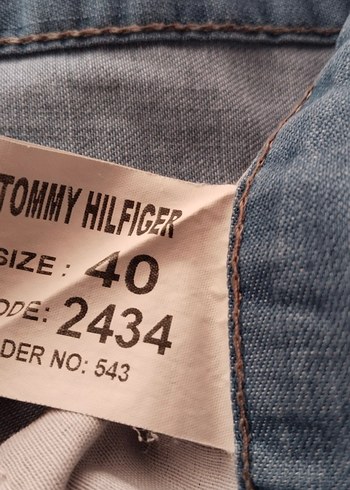 TOMMY HILFIGER
SIZE: 40
ODE: 2434
DER NO: 543